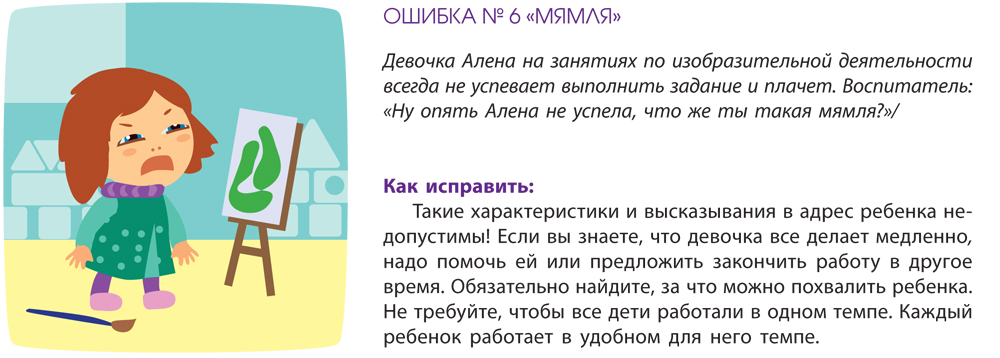 ОШИБКА № 6 «МЯМЛЯ»
Девочка Алена на занятиях по изобразительной деятельности
всегда не успевает выполнить задание и плачет. Воспитатель:
«Ну опять Алена не успела, что же ты такая мямля?»/
Как исправить:
Такие характеристики и высказывания в адрес ребенка не-
допустимы! Если вы знаете, что девочка все делает медленно,
надо помочь ей или предложить закончить работу в другое
время. Обязательно найдите, за что можно похвалить ребенка.
Не требуйте, чтобы все дети работали в одном темпе. Каждый
ребенок работает в удобном для него темпе.